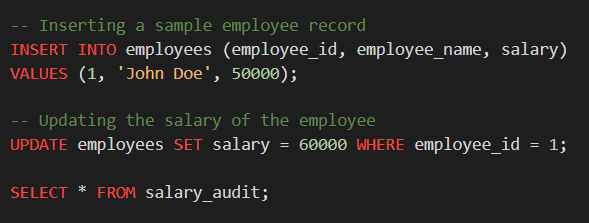 -- Inserting a sample employee record
INSERT INTO employees (employee_id, employee_name, salary)
VALUES (1, 'John Doe', 50000);
-- Updating the salary of the employee
UPDATE employees SET salary = 60000 WHERE employee_id = 1;
SELECT * FROM salary_audit;